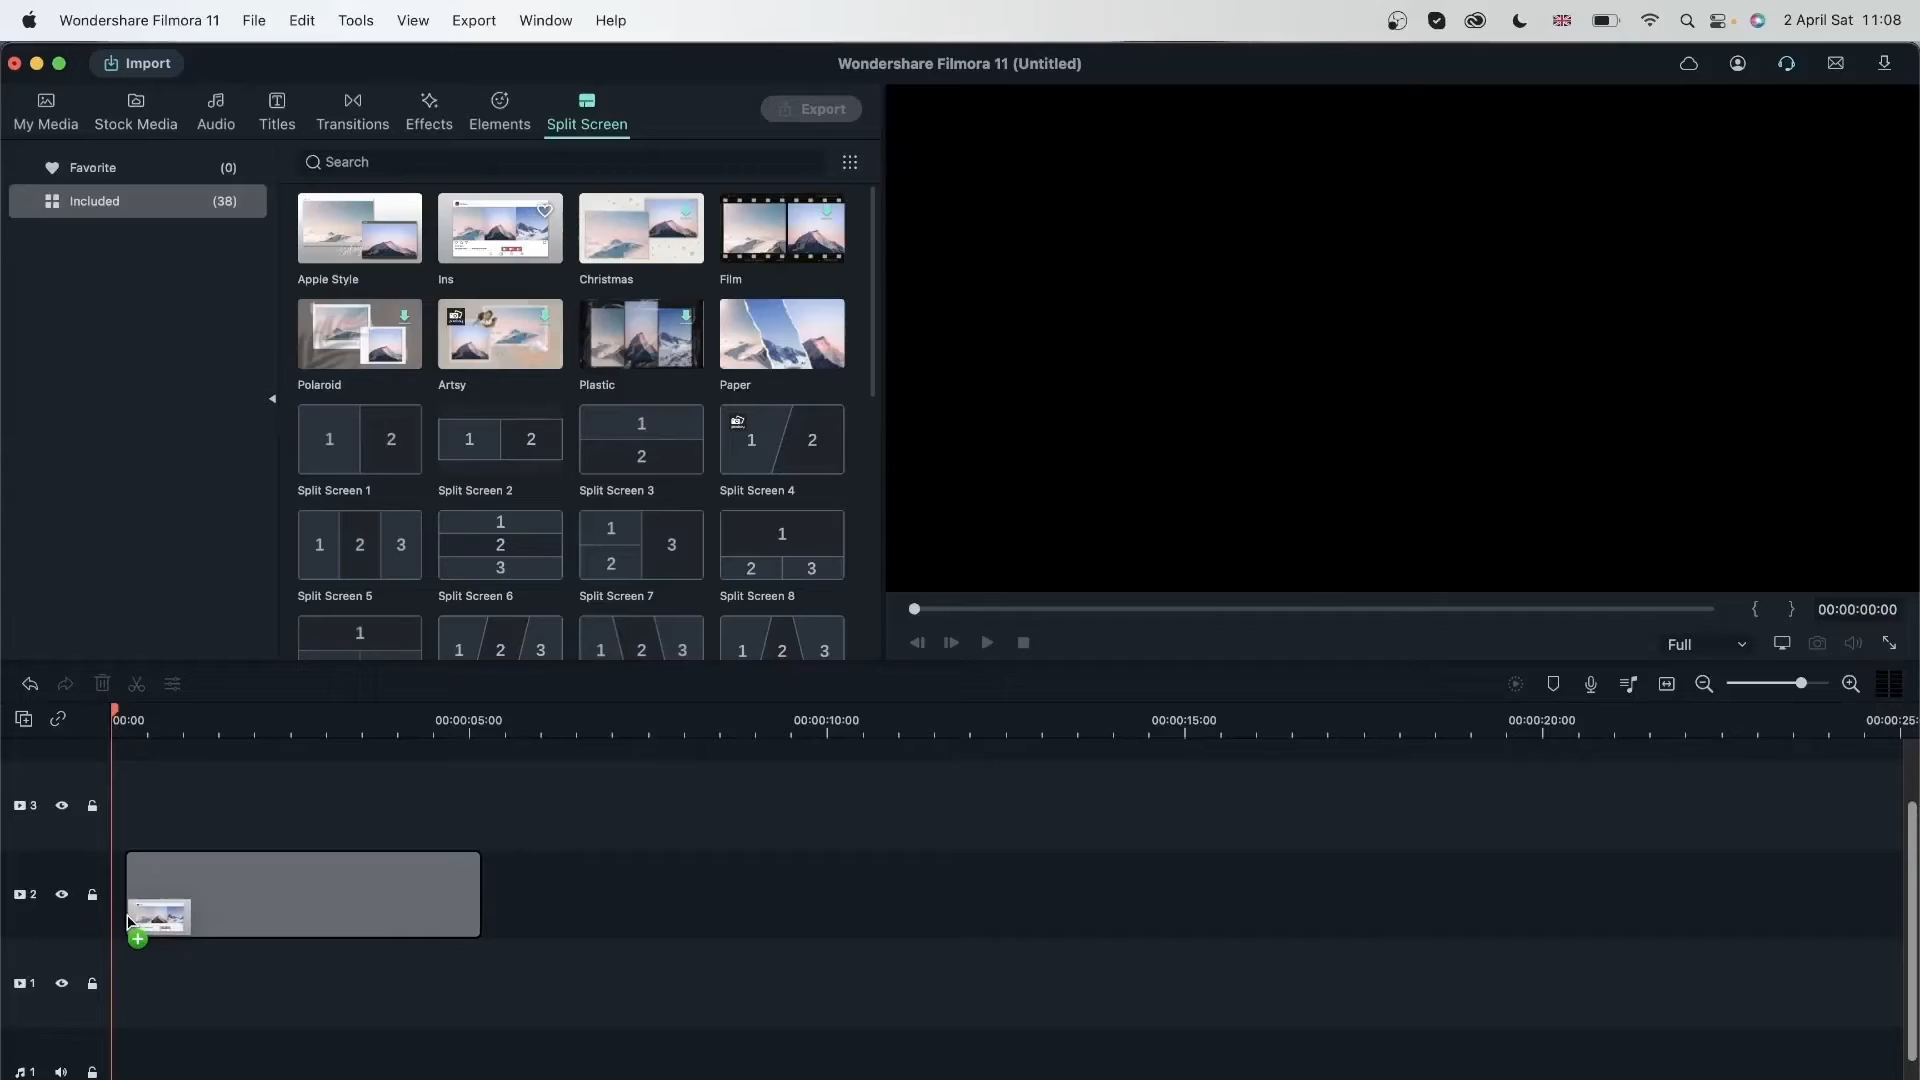 Wondershare Filmora 11 File Edit Tools View Export Window Help 2 April Sat 11:08
Import Wondershare Filmora 11 (Untitled)
My Media Stock Media Audio Titles Transitions Effects Elements Split Screen Export
Favorite (0) Search
Included (38)
Apple Style Ins Christmas Film
Polaroid Artsy Plastic Paper
1 2 1 2 1 2 1 2
Split Screen 1 Split Screen 2 Split Screen 3 Split Screen 4
1 2 3 1 2 3 1 2 3 1 2 3
Split Screen 5 Split Screen 6 Split Screen 7 Split Screen 8
1 1 2 3 1 2 3 1 2 3
{ } 00:00:00:00
Full
00:00 00:00:05:00 00:00:10:00 00:00:15:00 00:00:20:00 00:00:25:
3
2
1
1